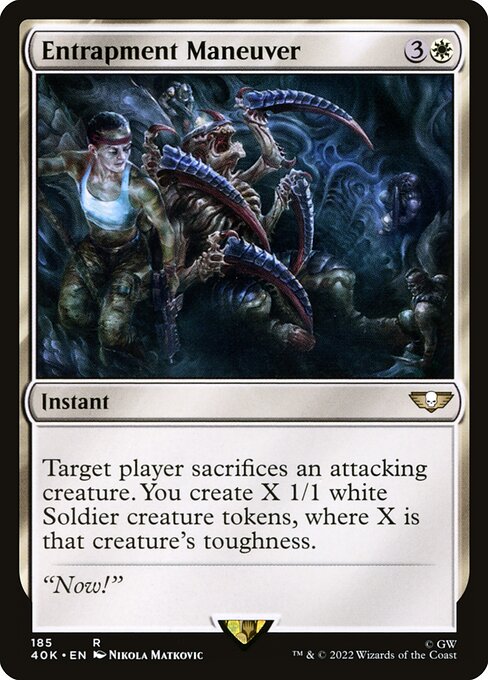 Entrapment Maneuver 3
Instant
Target player sacrifices an attacking
creature. You create X 1/1 white
Soldier creature tokens, where X is
that creature's toughness.
“Now!”
185 R
40K • EN NIKOLA MATKOVIC
© GW
™ & © 2022 Wizards of the Coast